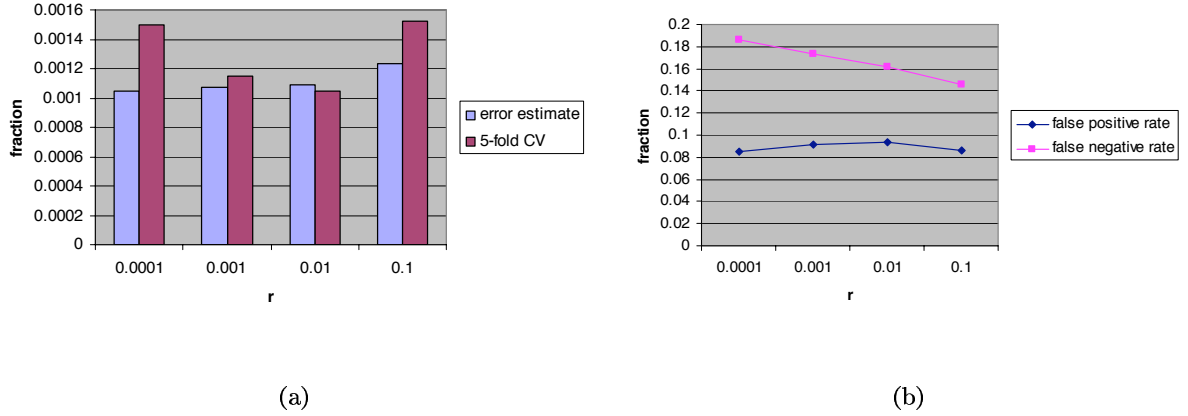 0.0016
0.0014
0.0012
0.001
0.0008
0.0006
0.0004
0.0002
0
fraction
0.0001 0.001 0.01 0.1
r
error estimate
5-fold CV
(a)
0.2
0.18
0.16
0.14
0.12
0.1
0.08
0.06
0.04
0.02
0
fraction
0.0001 0.001 0.01 0.1
r
false positive rate
false negative rate
(b)